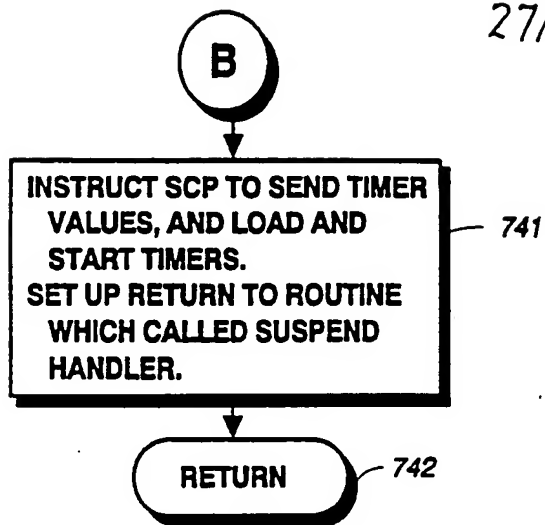 27/
B
INSTRUCT SCP TO SEND TIMER
VALUES, AND LOAD AND
START TIMERS.
SET UP RETURN TO ROUTINE
WHICH CALLED SUSPEND
HANDLER.
741
RETURN
742